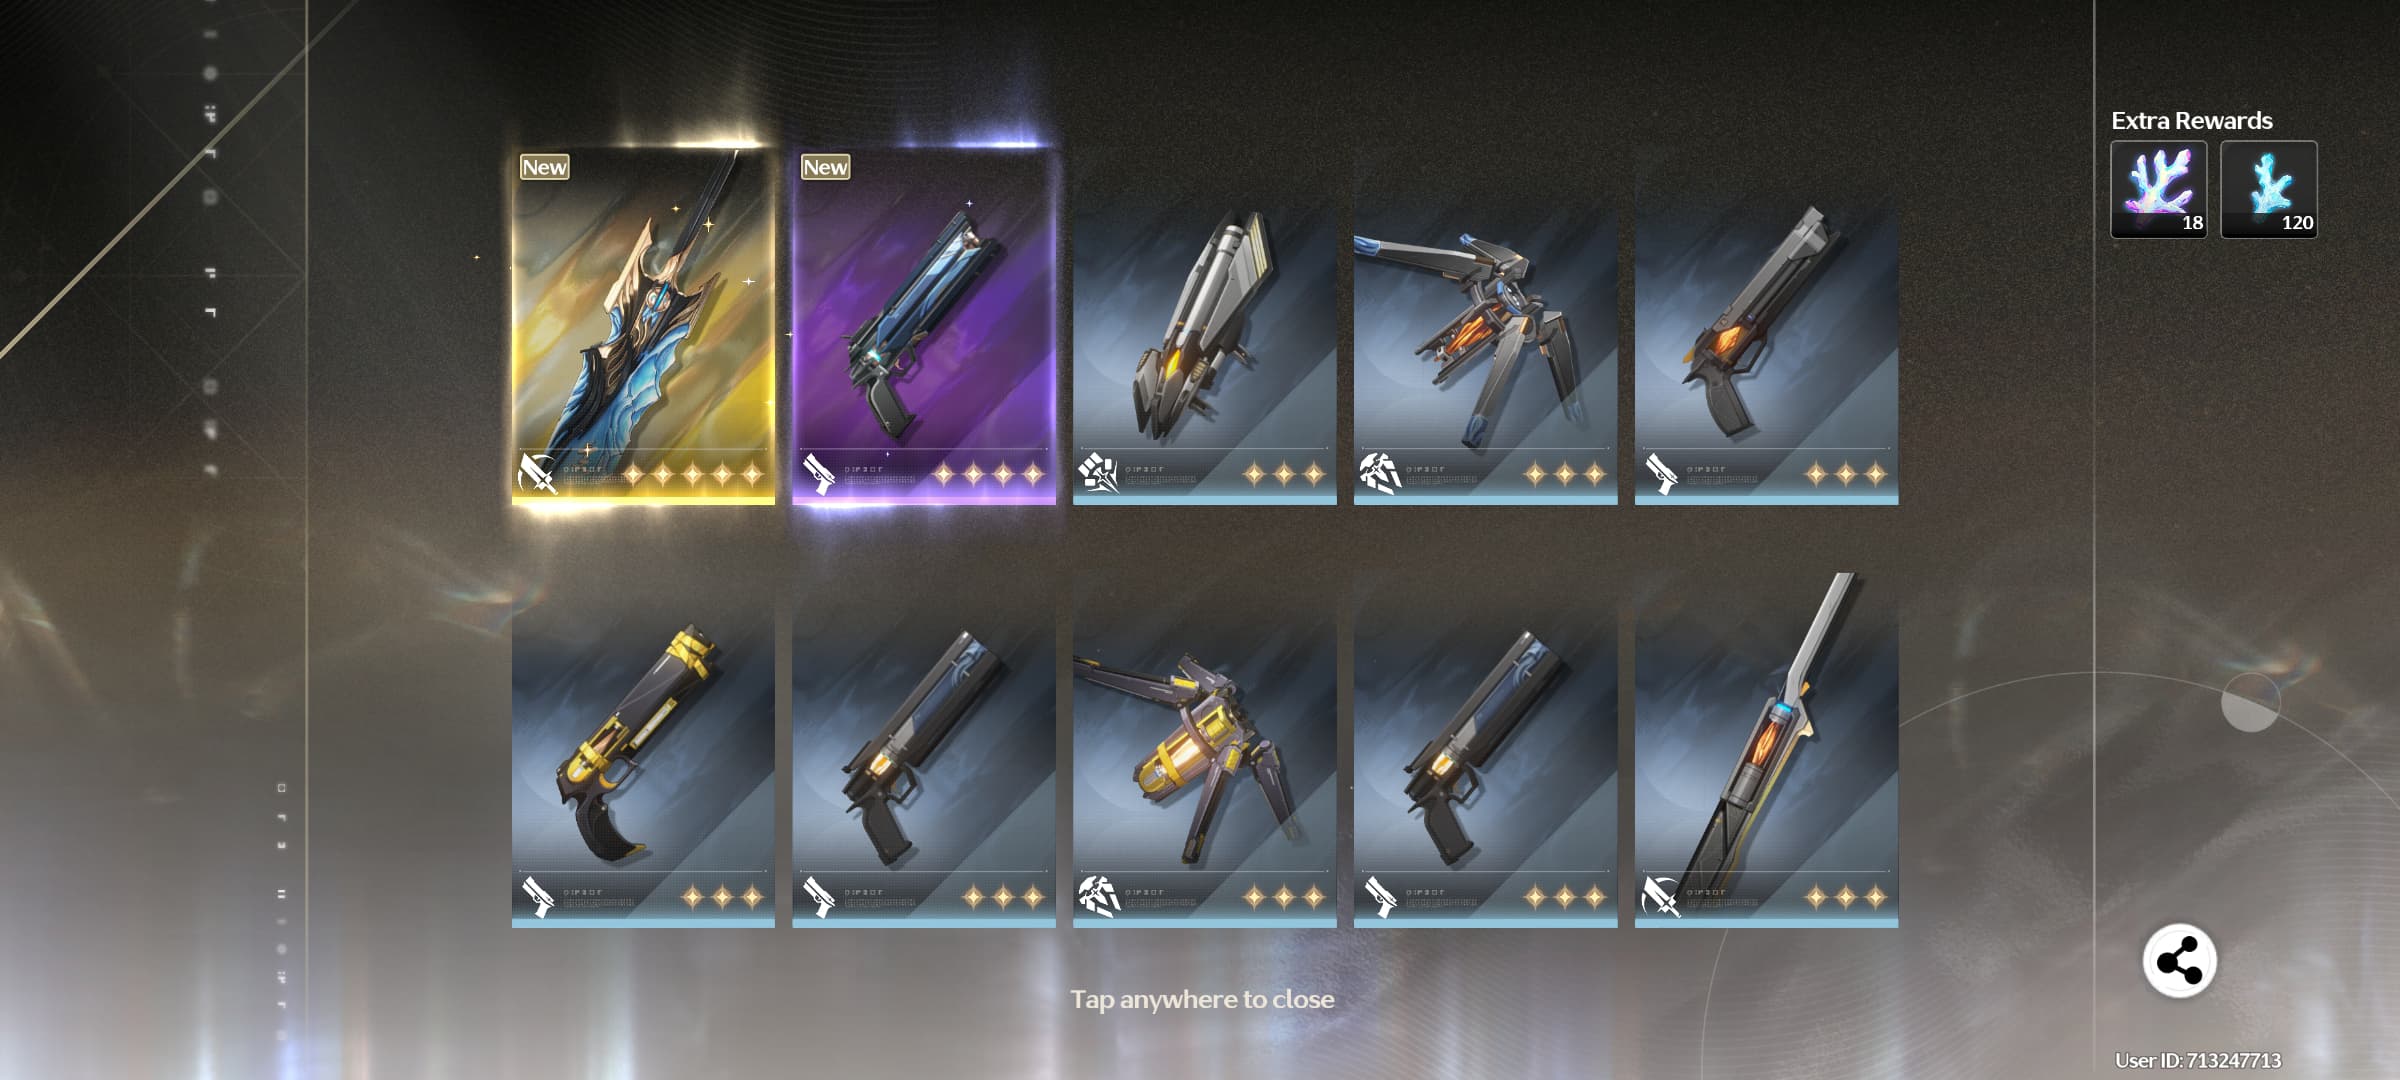 Extra Rewards
New
New
18
120
Tap anywhere to close
User ID: 713247713